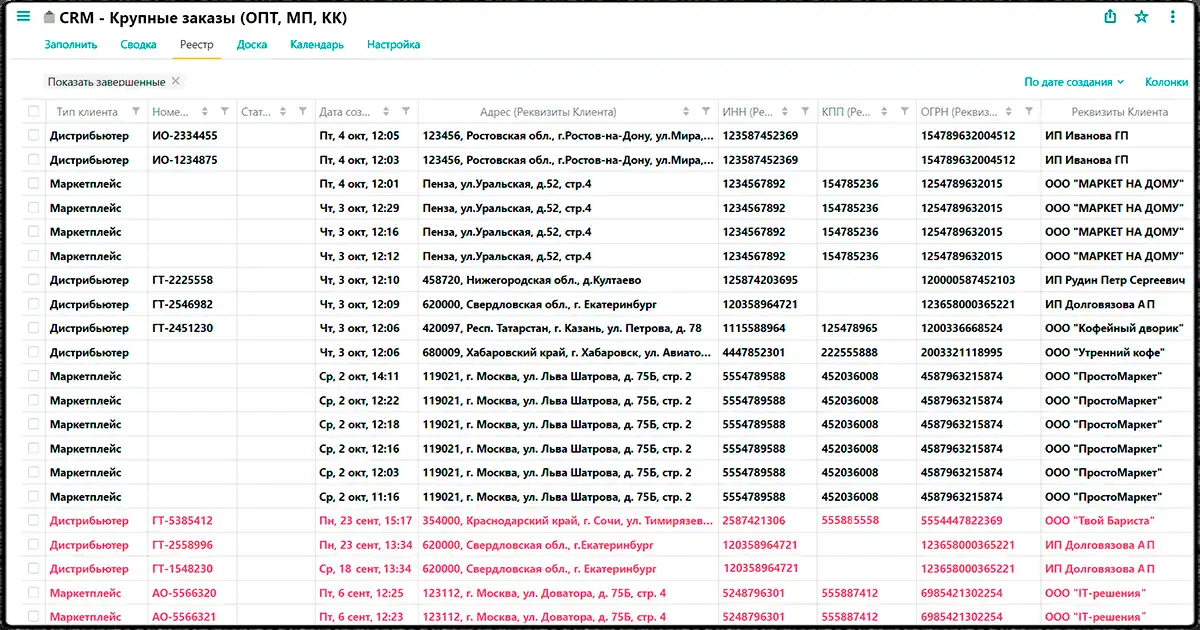 CRM - Крупные заказы (ОПТ, МП, КК)
Заполнить Сводка Реестр Доска Календарь Настройка
Показать завершенные ×
По дате создания Колонки
Тип клиента Номе... Стат... Дата соз... Адрес (Реквизиты Клиента) ИНН (Ре... КПП (Ре... ОГРН (Реквиз... Реквизиты Клиента
Дистрибьютер ИО-2334455 Пт, 4 окт, 12:05 123456, Ростовская обл., г.Ростов-на-Дону, ул.Мира,... 123587452369 154789632004512 ИП Иванова ГП
Дистрибьютер ИО-1234875 Пт, 4 окт, 12:03 123456, Ростовская обл., г.Ростов-на-Дону, ул.Мира,... 123587452369 154789632004512 ИП Иванова ГП
Маркетплейс Пт, 4 окт, 12:01 Пенза, ул.Уральская, д.52, стр.4 1234567892 154785236 1254789632015 ООО "МАРКЕТ НА ДОМУ"
Маркетплейс Чт, 3 окт, 12:29 Пенза, ул.Уральская, д.52, стр.4 1234567892 154785236 1254789632015 ООО "МАРКЕТ НА ДОМУ"
Маркетплейс Чт, 3 окт, 12:16 Пенза, ул.Уральская, д.52, стр.4 1234567892 154785236 1254789632015 ООО "МАРКЕТ НА ДОМУ"
Маркетплейс Чт, 3 окт, 12:12 Пенза, ул.Уральская, д.52, стр.4 1234567892 154785236 1254789632015 ООО "МАРКЕТ НА ДОМУ"
Дистрибьютер ГТ-2225558 Чт, 3 окт, 12:10 458720, Нижегородская обл., д.Култаево 125874203695 120000587452103 ИП Рудин Петр Сергеевич
Дистрибьютер ГТ-2546982 Чт, 3 окт, 12:09 620000, Свердловская обл., г. Екатеринбург 120358964721 123658000365221 ИП Долговязова А П
Дистрибьютер ГТ-2451230 Чт, 3 окт, 12:06 420097, Респ. Татарстан, г. Казань, ул. Петрова, д. 78 1115588964 125478965 1200336668524 ООО "Кофейный дворик"
Дистрибьютер Чт, 3 окт, 12:06 680009, Хабаровский край, г. Хабаровск, ул. Авиато... 4447852301 222555888 2003321118995 ООО "Утренний кофе"
Маркетплейс Ср, 2 окт, 14:11 119021, г. Москва, ул. Льва Шатрова, д. 75Б, стр. 2 5554789588 452036008 4587963215874 ООО "ПростоМаркет"
Маркетплейс Ср, 2 окт, 12:22 119021, г. Москва, ул. Льва Шатрова, д. 75Б, стр. 2 5554789588 452036008 4587963215874 ООО "ПростоМаркет"
Маркетплейс Ср, 2 окт, 12:18 119021, г. Москва, ул. Льва Шатрова, д. 75Б, стр. 2 5554789588 452036008 4587963215874 ООО "ПростоМаркет"
Маркетплейс Ср, 2 окт, 12:16 119021, г. Москва, ул. Льва Шатрова, д. 75Б, стр. 2 5554789588 452036008 4587963215874 ООО "ПростоМаркет"
Маркетплейс Ср, 2 окт, 12:03 119021, г. Москва, ул. Льва Шатрова, д. 75Б, стр. 2 5554789588 452036008 4587963215874 ООО "ПростоМаркет"
Маркетплейс Ср, 2 окт, 11:16 119021, г. Москва, ул. Льва Шатрова, д. 75Б, стр. 2 5554789588 452036008 4587963215874 ООО "ПростоМаркет"
Дистрибьютер ГТ-5385412 Пн, 23 сент, 15:17 354000, Краснодарский край, г. Сочи, ул. Тимирязев... 2587421306 555885558 5554447822369 ООО "Твой Бариста"
Дистрибьютер ГТ-2558996 Пн, 23 сент, 13:34 620000, Свердловская обл., г.Екатеринбург 120358964721 123658000365221 ИП Долговязова А П
Дистрибьютер ГТ-1548230 Ср, 18 сент, 13:34 620000, Свердловская обл., г. Екатеринбург 120358964721 123658000365221 ИП Долговязова А П
Маркетплейс АО-5566320 Пт, 6 сент, 12:25 123112, г. Москва, ул. Доватора, д. 75Б, стр. 4 5248796301 555887412 6985421302254 ООО "IT-решения"
Маркетплейс АО-5566321 Пт, 6 сент, 12:23 123112, г. Москва, ул. Доватора, д. 75Б, стр. 4 5248796301 555887412 6985421302254 ООО "IT-решения"